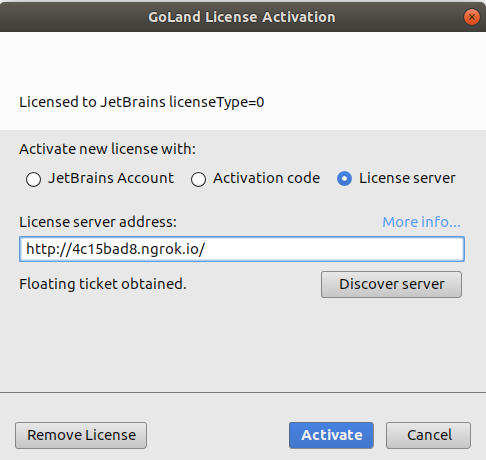 GoLand License Activation
Licensed to JetBrains licenseType=0
Activate new license with:
JetBrains Account Activation code License server
License server address: More info...
http://4c15bad8.ngrok.io/
Floating ticket obtained. Discover server
Remove License Activate Cancel